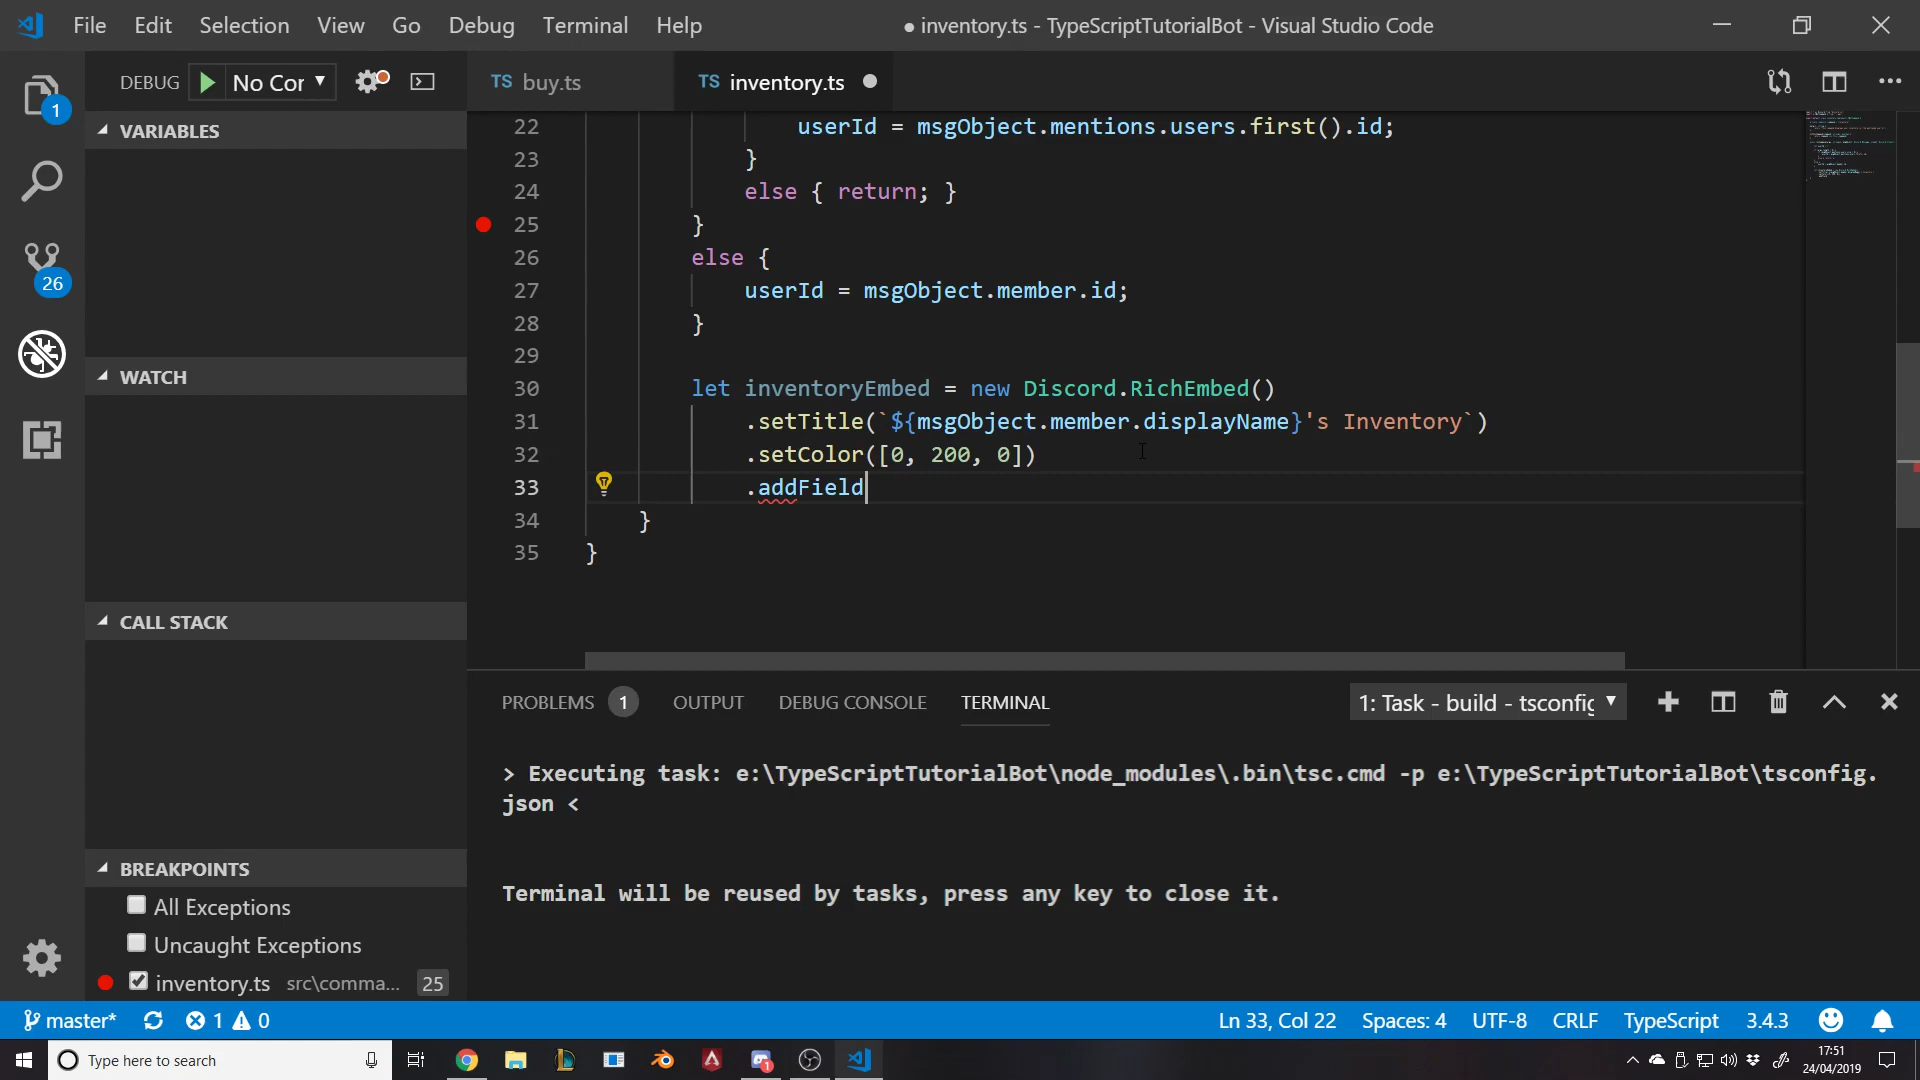 File Edit Selection View Go Debug Terminal Help ● inventory.ts - TypeScriptTutorialBot - Visual Studio Code
DEBUG No Cor
TS buy.ts TS inventory.ts
1
VARIABLES
22 userId = msgObject.mentions.users.first().id;
23 }
24 else { return; }
25 }
26 else {
27 userId = msgObject.member.id;
28 }
29
30 let inventoryEmbed = new Discord.RichEmbed()
31 .setTitle(`${msgObject.member.displayName}'s Inventory`)
32 .setColor([0, 200, 0])
33 .addField
34 }
35 }
26
WATCH
CALL STACK
BREAKPOINTS
All Exceptions
Uncaught Exceptions
inventory.ts src\comma... 25
PROBLEMS 1 OUTPUT DEBUG CONSOLE TERMINAL 1: Task - build - tsconfig
> Executing task: e:\TypeScriptTutorialBot\node_modules\.bin\tsc.cmd -p e:\TypeScriptTutorialBot\tsconfig.
json <
Terminal will be reused by tasks, press any key to close it.
master* 1 0 Ln 33, Col 22 Spaces: 4 UTF-8 CRLF TypeScript 3.4.3
Type here to search
1
17:51
24/04/2019